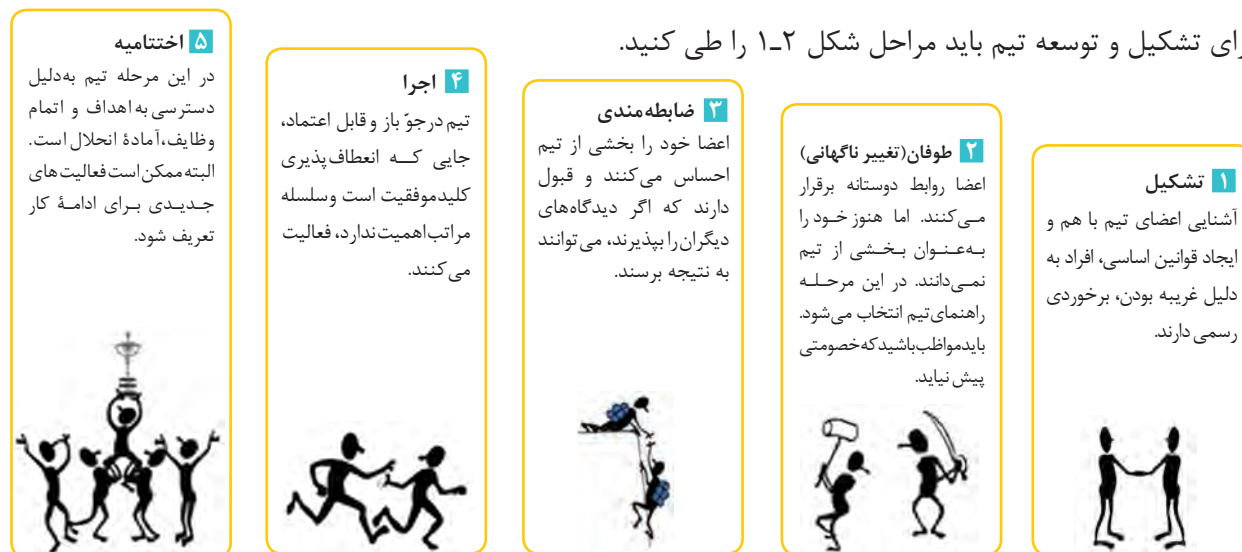 رای تشکیل و توسعه تیم باید مراحل شکل ۲ـ۱ را طی کنید.
۱ تشکیل
آشنایی اعضای تیم با هم و
ایجاد قوانین اساسی، افراد به
دلیل غریبه بودن، برخوردی
رسمی دارند.
۲ طوفان(تغییر ناگهانی)
اعضا روابط دوستانه برقرار
می‌کنند. اما هنوز خود را
به‌عنوان بخشی از تیم
نمی‌دانند. در این مرحله
راهنمای تیم انتخاب می‌شود.
باید مواظب باشید که خصومتی
پیش نیاید.
۳ ضابطه‌مندی
اعضا خود را بخشی از تیم
احساس می‌کنند و قبول
دارند که اگر دیدگاه‌های
دیگران را بپذیرند، می‌توانند
به نتیجه برسند.
۴ اجرا
تیم درجوّ باز و قابل اعتماد،
جایی که انعطاف‌پذیری
کلیدموفقیت است و سلسله
مراتب اهمیت ندارد، فعالیت
می‌کنند.
۵ اختتامیه
در این مرحله تیم به‌دلیل
دسترسی به اهداف و اتمام
وظایف، آمادهٔ انحلال است.
البته ممکن است فعالیت‌های
جدیدی برای ادامهٔ کار
تعریف شود.